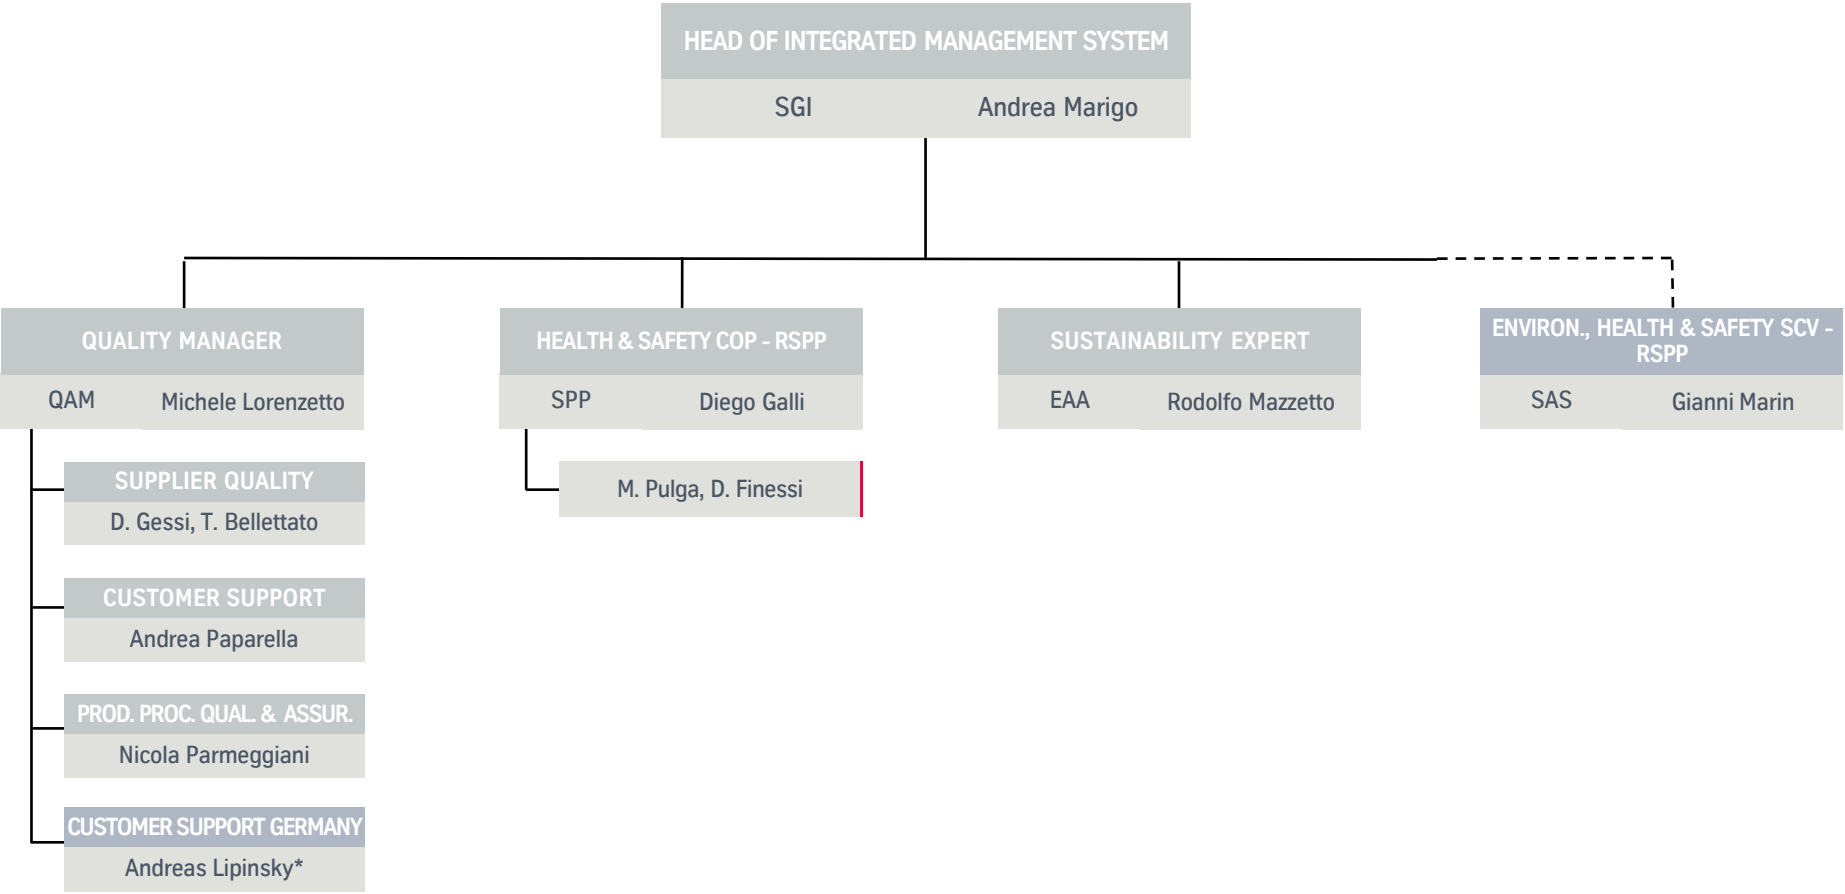 HEAD OF INTEGRATED MANAGEMENT SYSTEM
SGI Andrea Marigo
QUALITY MANAGER
QAM Michele Lorenzetto
SUPPLIER QUALITY
D. Gessi, T. Bellettato
CUSTOMER SUPPORT
Andrea Paparella
PROD. PROC. QUAL. & ASSUR.
Nicola Parmeggiani
CUSTOMER SUPPORT GERMANY
Andreas Lipinsky*
HEALTH & SAFETY COP - RSPP
SPP Diego Galli
M. Pulga, D. Finessi
SUSTAINABILITY EXPERT
EAA Rodolfo Mazzetto
ENVIRON., HEALTH & SAFETY SCV -
RSPP
SAS Gianni Marin